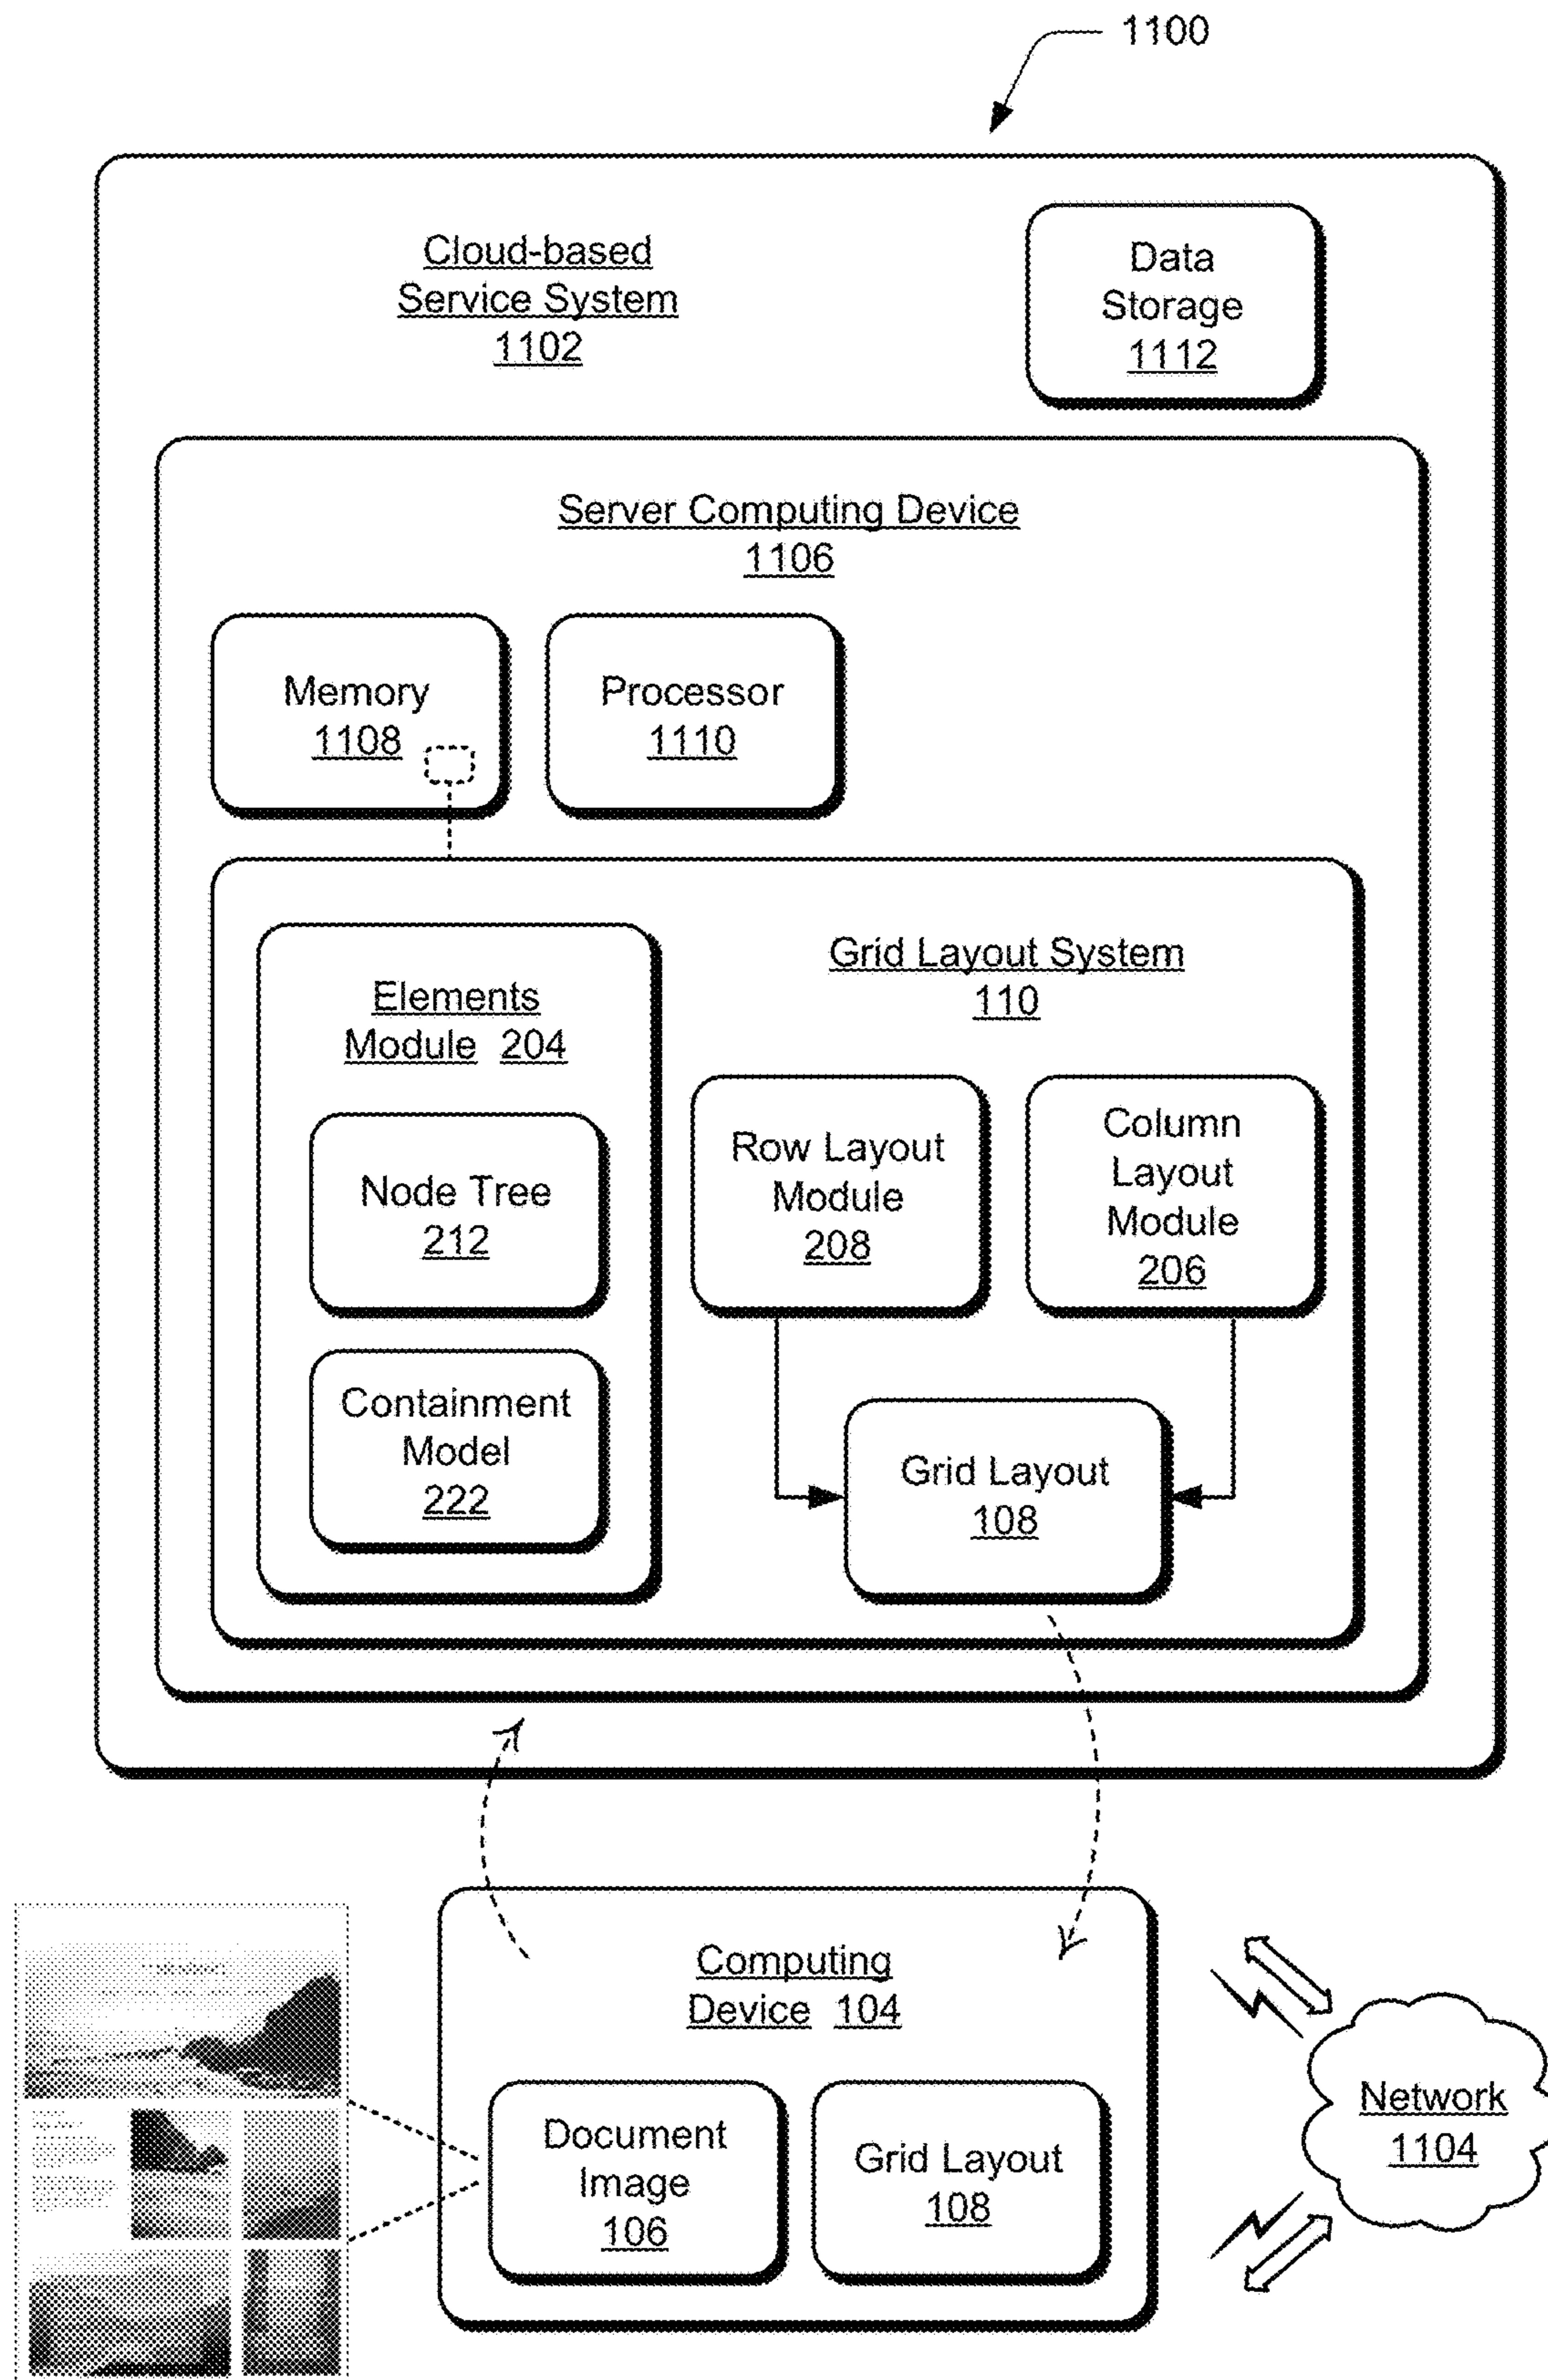 1100
Cloud-based
Service System
1102
Data
Storage
1112
Server Computing Device
1106
Memory
1108
Processor
1110
Grid Layout System
110
Elements
Module 204
Node Tree
212
Containment
Model
222
Row Layout
Module
208
Column
Layout
Module
206
Grid Layout
108
Computing
Device 104
Document
Image
106
Grid Layout
108
Network
1104